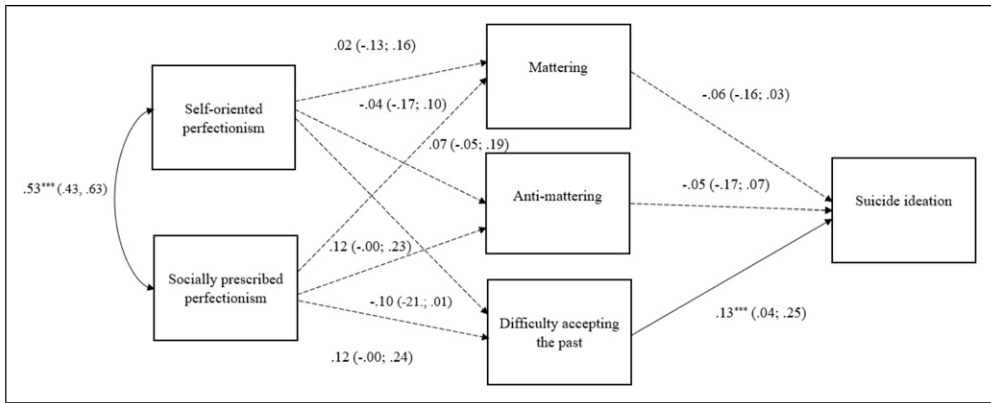 .02 (-.13; .16)
Mattering
-.06 (-.16; .03)
Self-oriented
perfectionism
-.04 (-.17; .10)
.07 (-.05; .19)
.53*** (.43, .63)
Anti-mattering
-.05 (-.17; .07)
Suicide ideation
.12 (-.00; .23)
Socially prescribed
perfectionism
-.10 (-21.; .01)
Difficulty accepting
the past
.13*** (.04; .25)
.12 (-.00; .24)